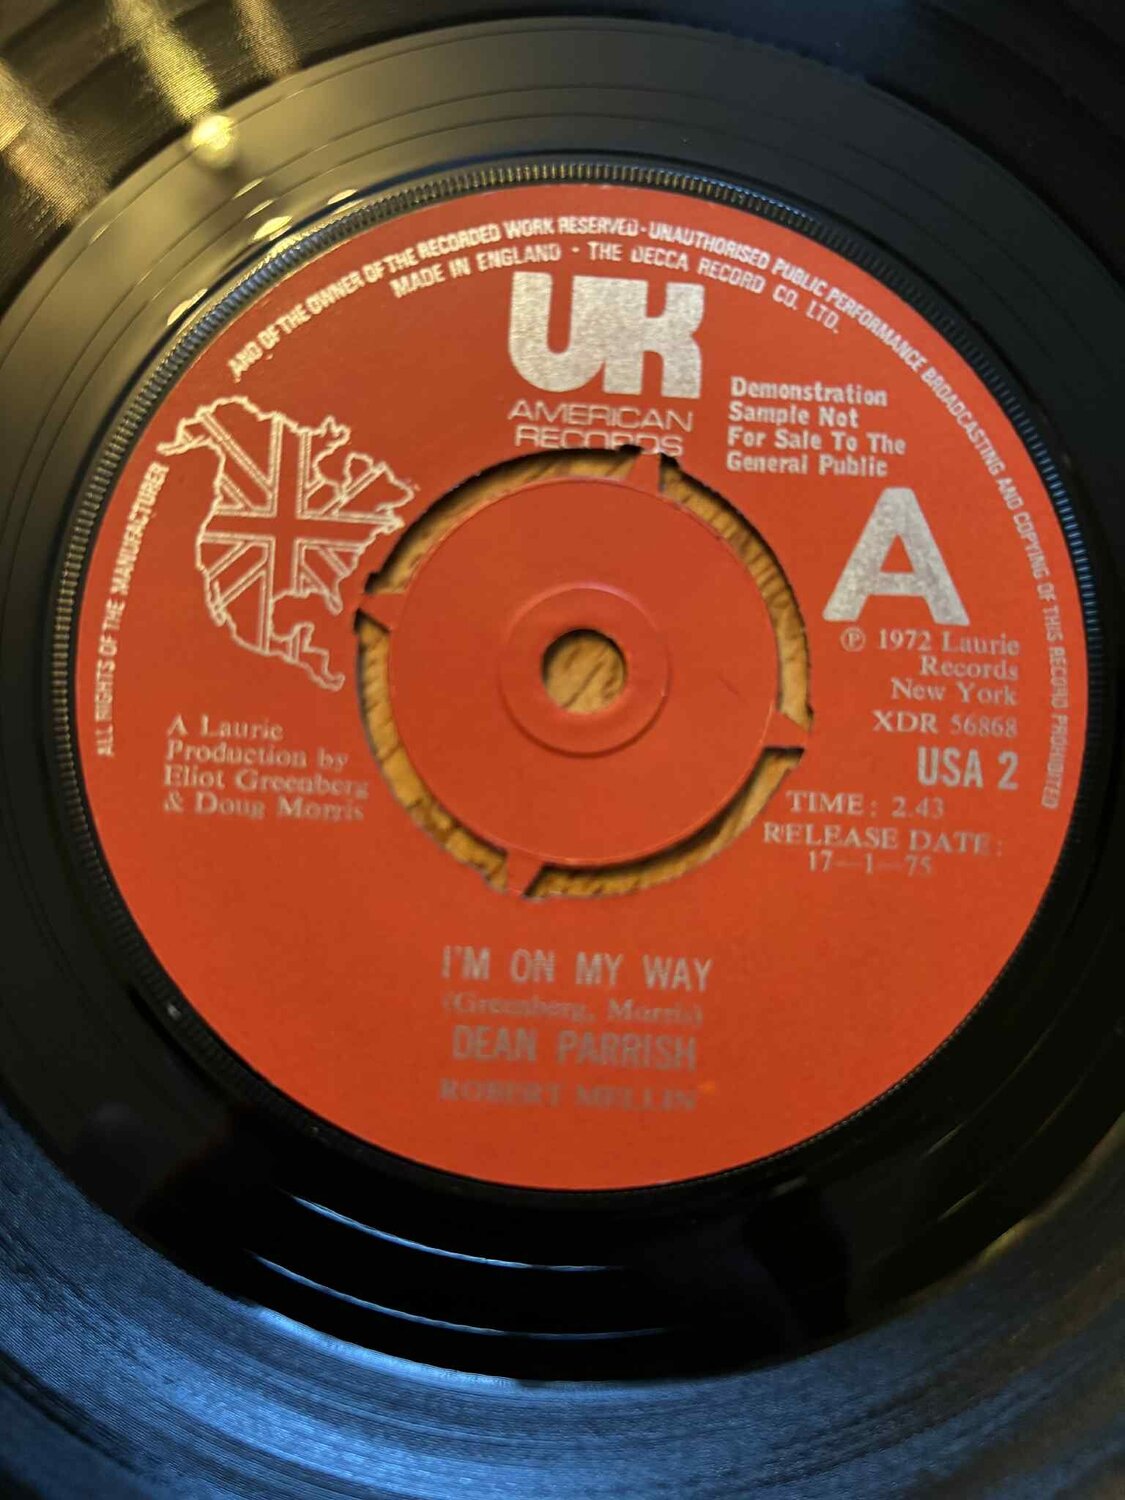 ALL RIGHTS OF THE MANUFACTURER AND OF THE OWNER OF THE RECORDED WORK RESERVED · UNAUTHORISED PUBLIC PERFORMANCE BROADCASTING AND COPYING OF THIS RECORD PROHIBITED
MADE IN ENGLAND · THE DECCA RECORD CO. LTD.
UK
AMERICAN
RECORDS
Demonstration
Sample Not
For Sale To The
General Public
A
℗ 1972 Laurie
Records
New York
XDR 56868
USA 2
TIME: 2.43
RELEASE DATE:
17—1—75
A Laurie
Production by
Eliot Greenberg
& Doug Morris
I'M ON MY WAY
(Greenberg, Morris)
DEAN PARRISH
ROBERT MELLIN